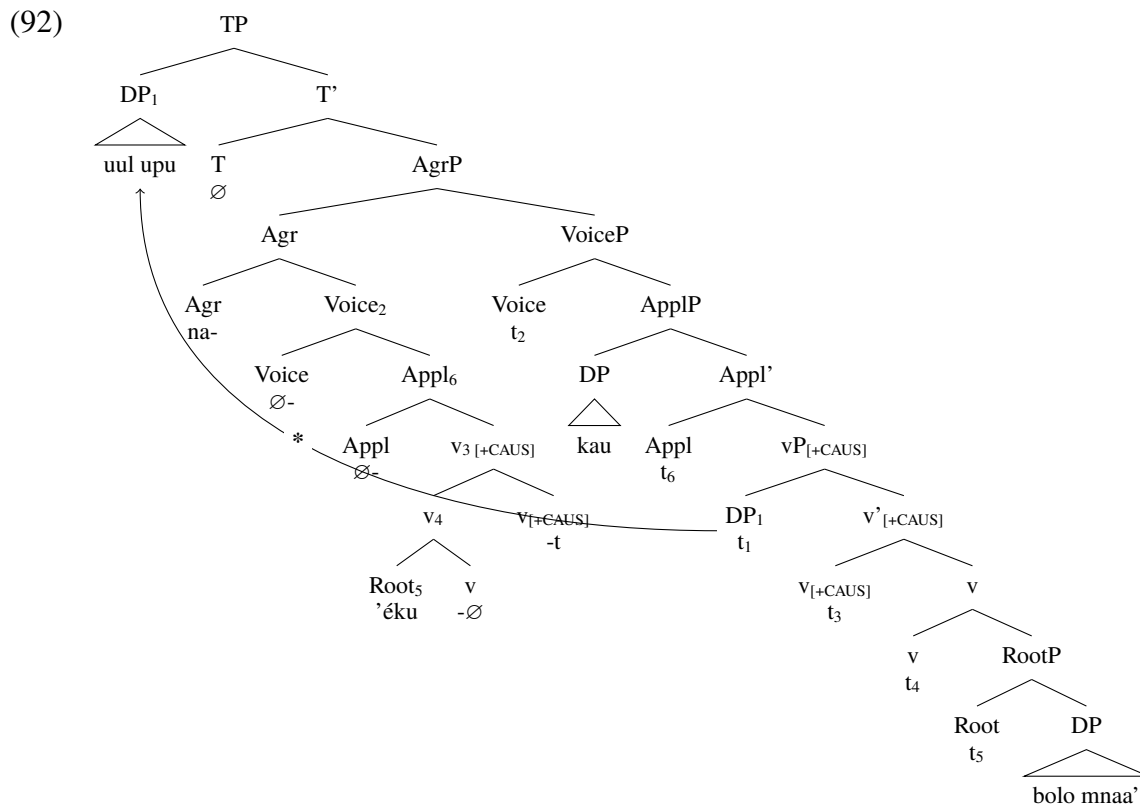 (92)
TP
DP₁ T’
uul upu T AgrP
∅
Agr VoiceP
Agr Voice₂ Voice ApplP
na- t₂
Voice Appl₆ DP Appl’
∅-
* Appl v₃ [+CAUS] kau Appl vP[+CAUS]
∅- t₆
v₄ v[+CAUS] DP₁ v’[+CAUS]
-t t₁
Root₅ v v[+CAUS] v
’éku -∅ t₃
v RootP
t₄
Root DP
t₅
bolo mnaa’